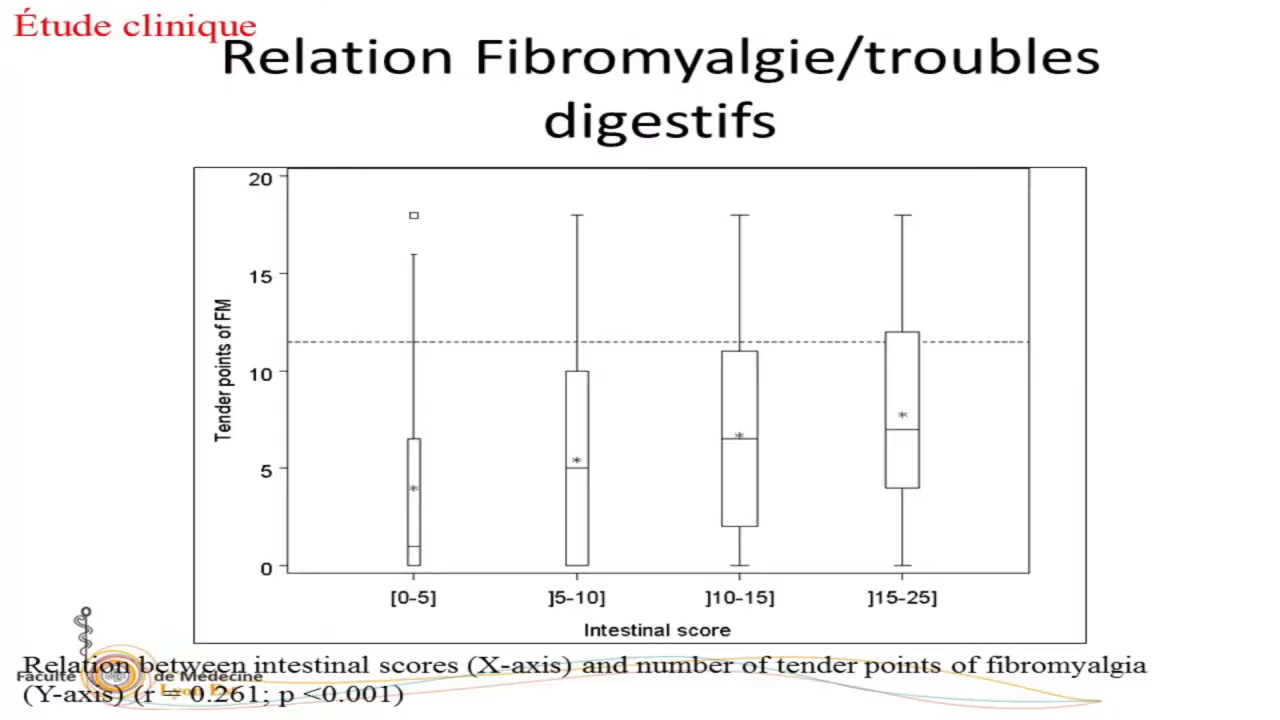 Étude clinique
Relation Fibromyalgie/troubles
digestifs
20
15
10
5
0
Tender points of FM
[0-5]
]5-10]
]10-15]
]15-25]
Intestinal score
Relation between intestinal scores (X-axis) and number of tender points of fibromyalgia
Faculté de Médecine
(Y-axis) (r = 0.261; p <0.001)